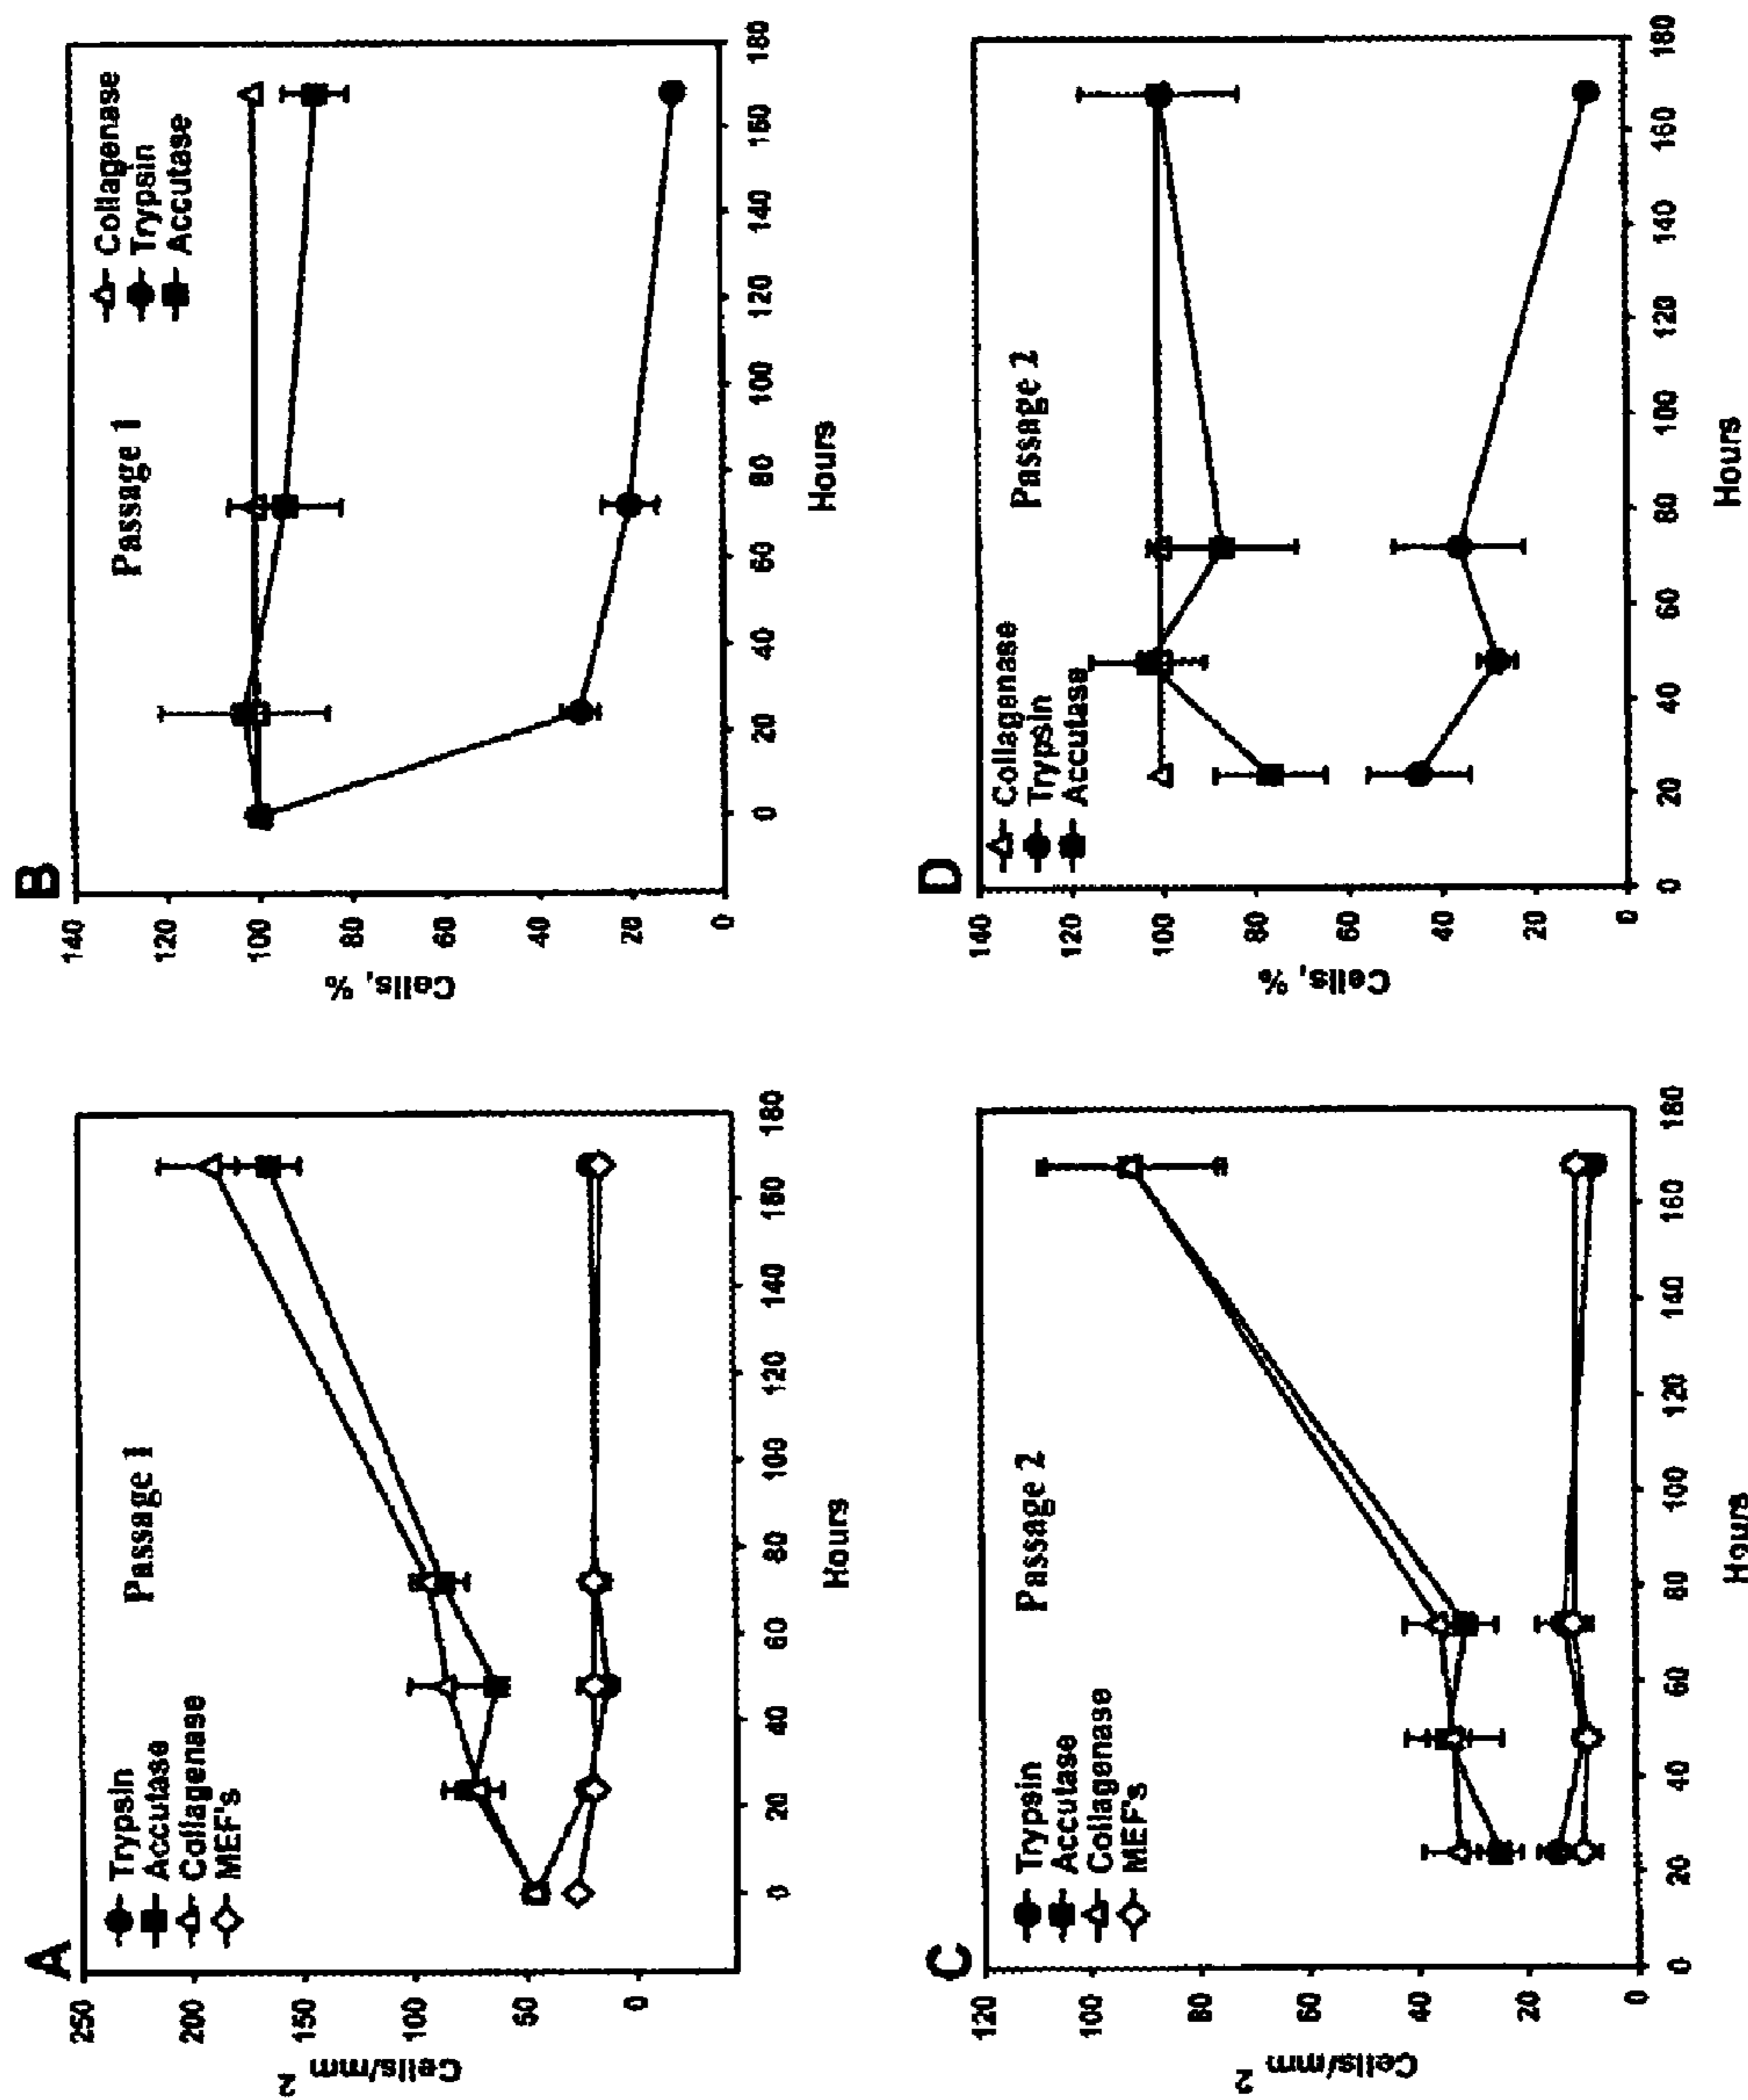 A
Passage 1
Trypsin
Accutase
Collagenase
MEF's
Cells/mm 2
250
200
150
100
50
0
0 20 40 60 80 100 120 140 160 180
Hours
B
Passage 1
Collagenase
Trypsin
Accutase
Cells, %
140
120
100
80
60
40
20
0
0 20 40 60 80 100 120 140 160 180
Hours
C
Passage 2
Trypsin
Accutase
Collagenase
MEF's
Cells/mm 2
120
100
80
60
40
20
0
0 20 40 60 80 100 120 140 160 180
Hours
D
Passage 2
Collagenase
Trypsin
Accutase
Cells, %
140
120
100
80
60
40
20
0
0 20 40 60 80 100 120 140 160 180
Hours